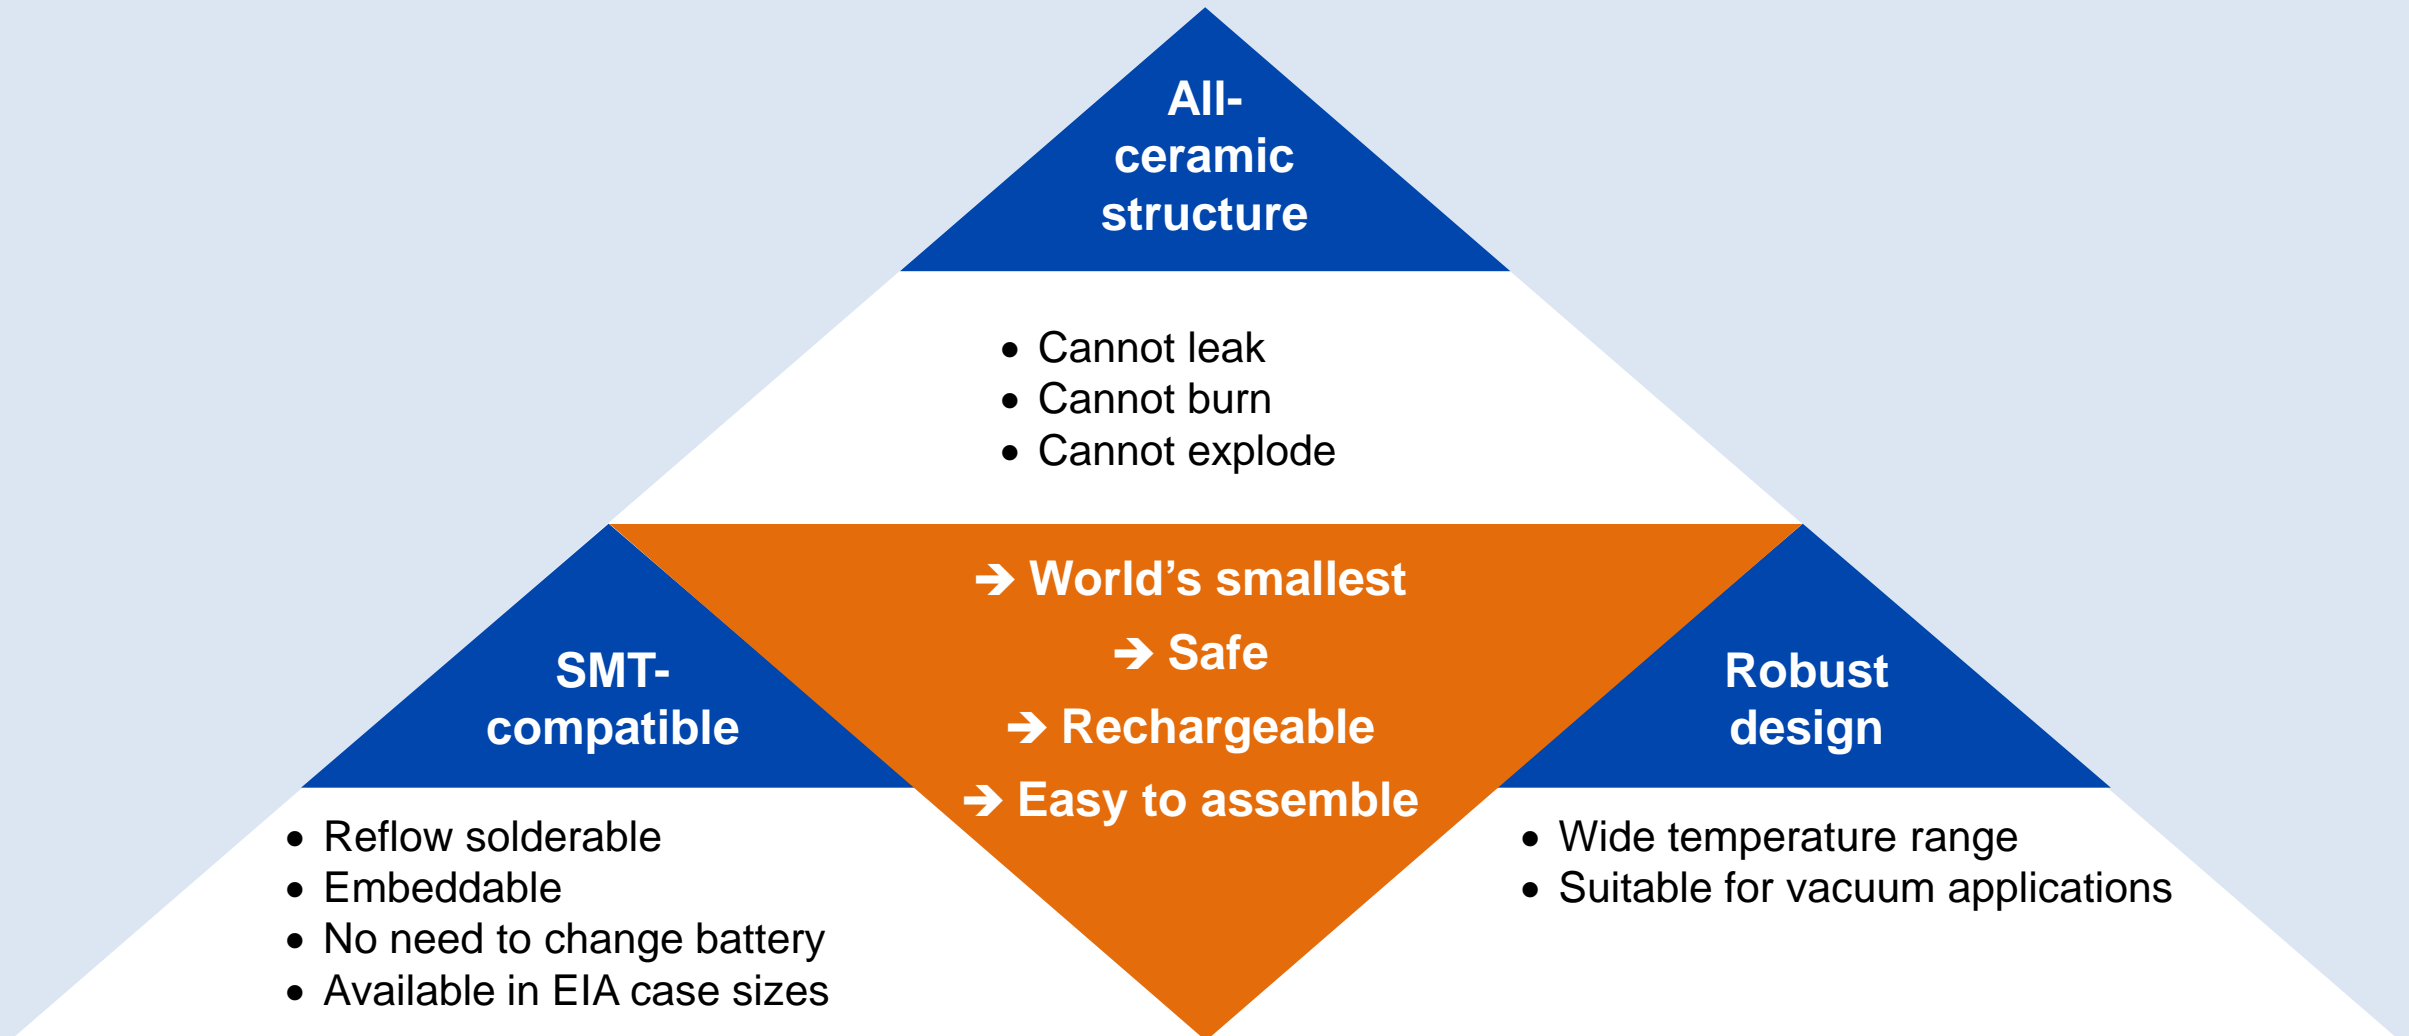 All-
ceramic
structure
• Cannot leak
• Cannot burn
• Cannot explode
➔ World’s smallest
➔ Safe
➔ Rechargeable
➔ Easy to assemble
SMT-
compatible
• Reflow solderable
• Embeddable
• No need to change battery
• Available in EIA case sizes
Robust
design
• Wide temperature range
• Suitable for vacuum applications